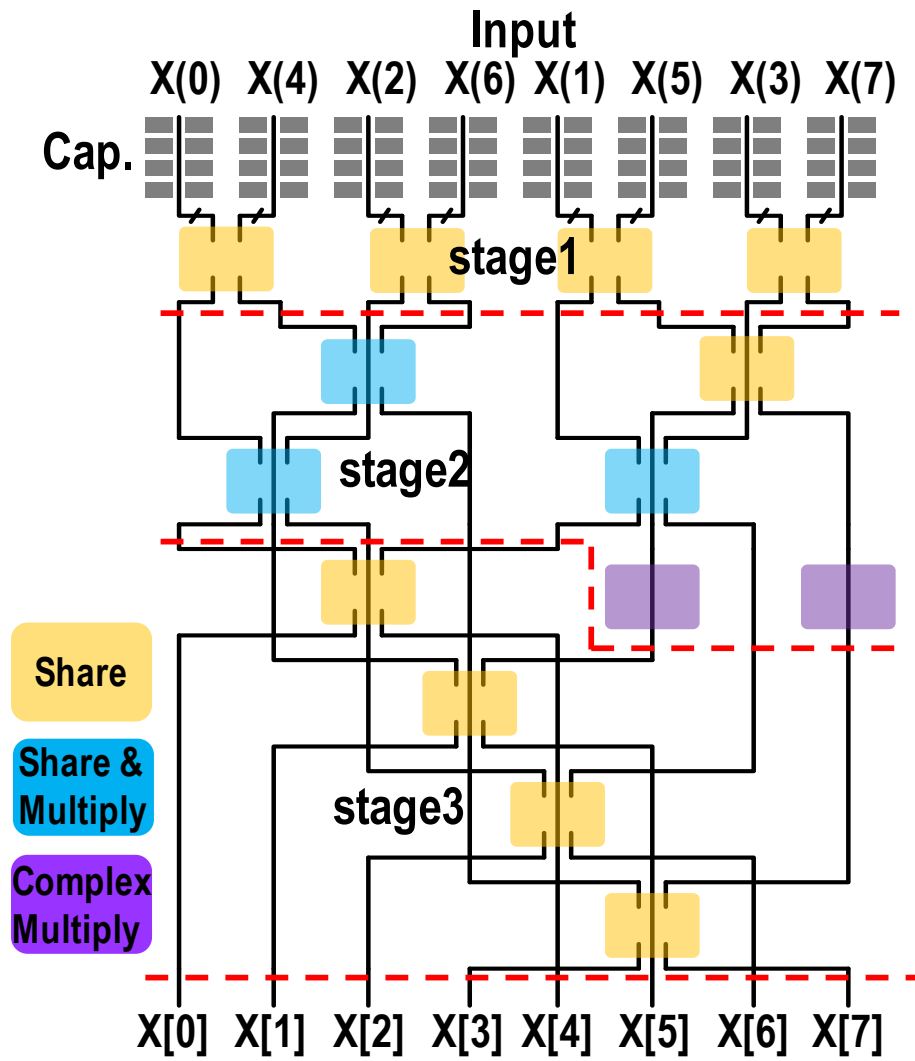 Input
X(0) X(4) X(2) X(6) X(1) X(5) X(3) X(7)
Cap.
stage1
stage2
Share
Share &
Multiply
stage3
Complex
Multiply
X[0] X[1] X[2] X[3] X[4] X[5] X[6] X[7]